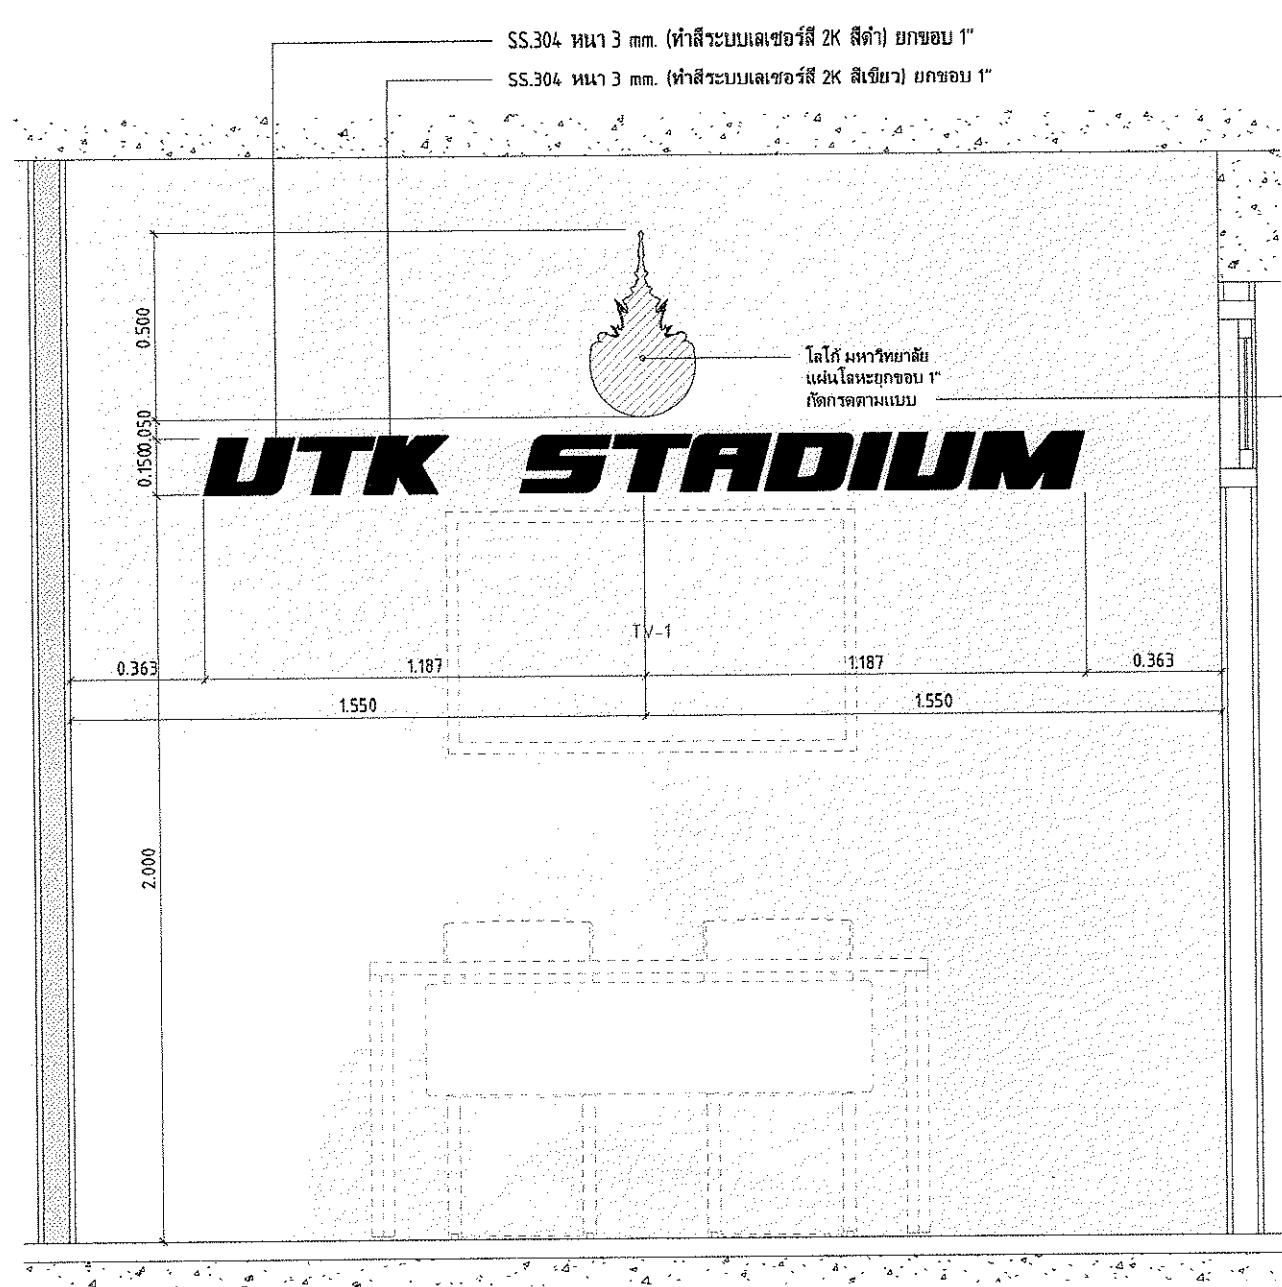 SS.304 หนา 3 mm. (ทำสีระบบเลเซอร์สี 2K สีดำ) ยกขอบ 1"
SS.304 หนา 3 mm. (ทำสีระบบเลเซอร์สี 2K สีเขียว) ยกขอบ 1"
0.500
โลโก้ มหาวิทยาลัย
แผ่นโลหะยกขอบ 1"
กัดกรดตามแบบ
0.050
0.150
UTK STADIUM
TV-1
0.363
1.187
1.187
0.363
1.550
1.550
2.000